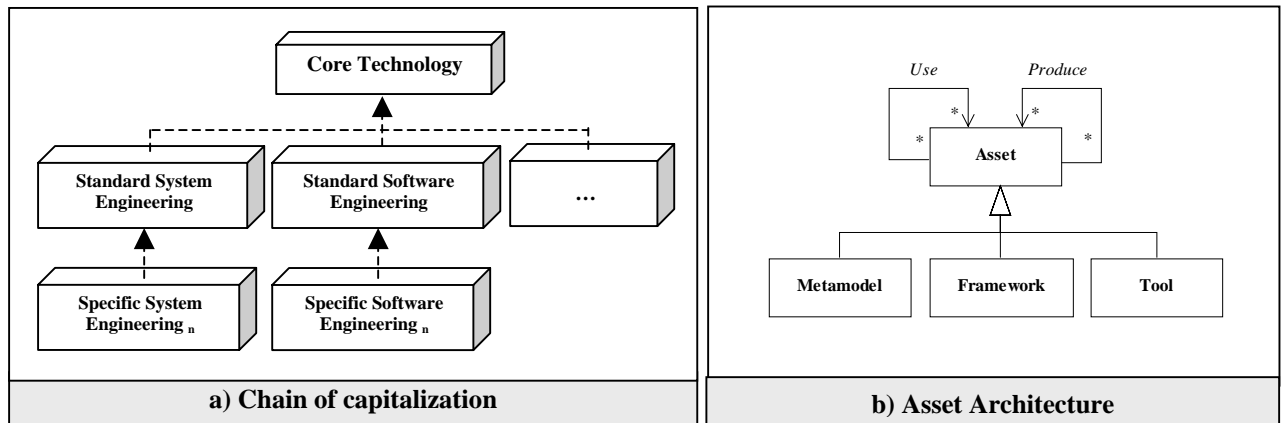 Core Technology
Standard System
Engineering
Standard Software
Engineering
...
Specific System
Engineering n
Specific Software
Engineering n
a) Chain of capitalization
Use
Produce
*
*
*
*
Asset
Metamodel
Framework
Tool
b) Asset Architecture